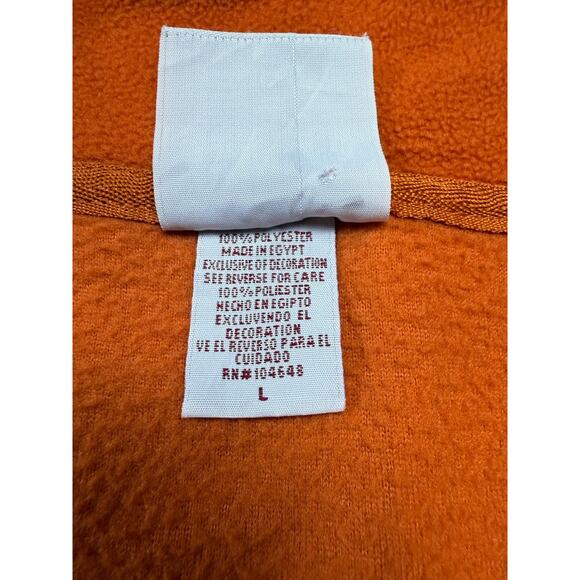 100% POLYESTER
MADE IN EGYPT
EXCLUSIVE OF DECORATION
SEE REVERSE FOR CARE
100% POLIESTER
HECHO EN EGIPTO
EXCLUVENDO EL
DECORATION
VE EL REVERSO PARA EL
CUIDADO
RN#104648
L